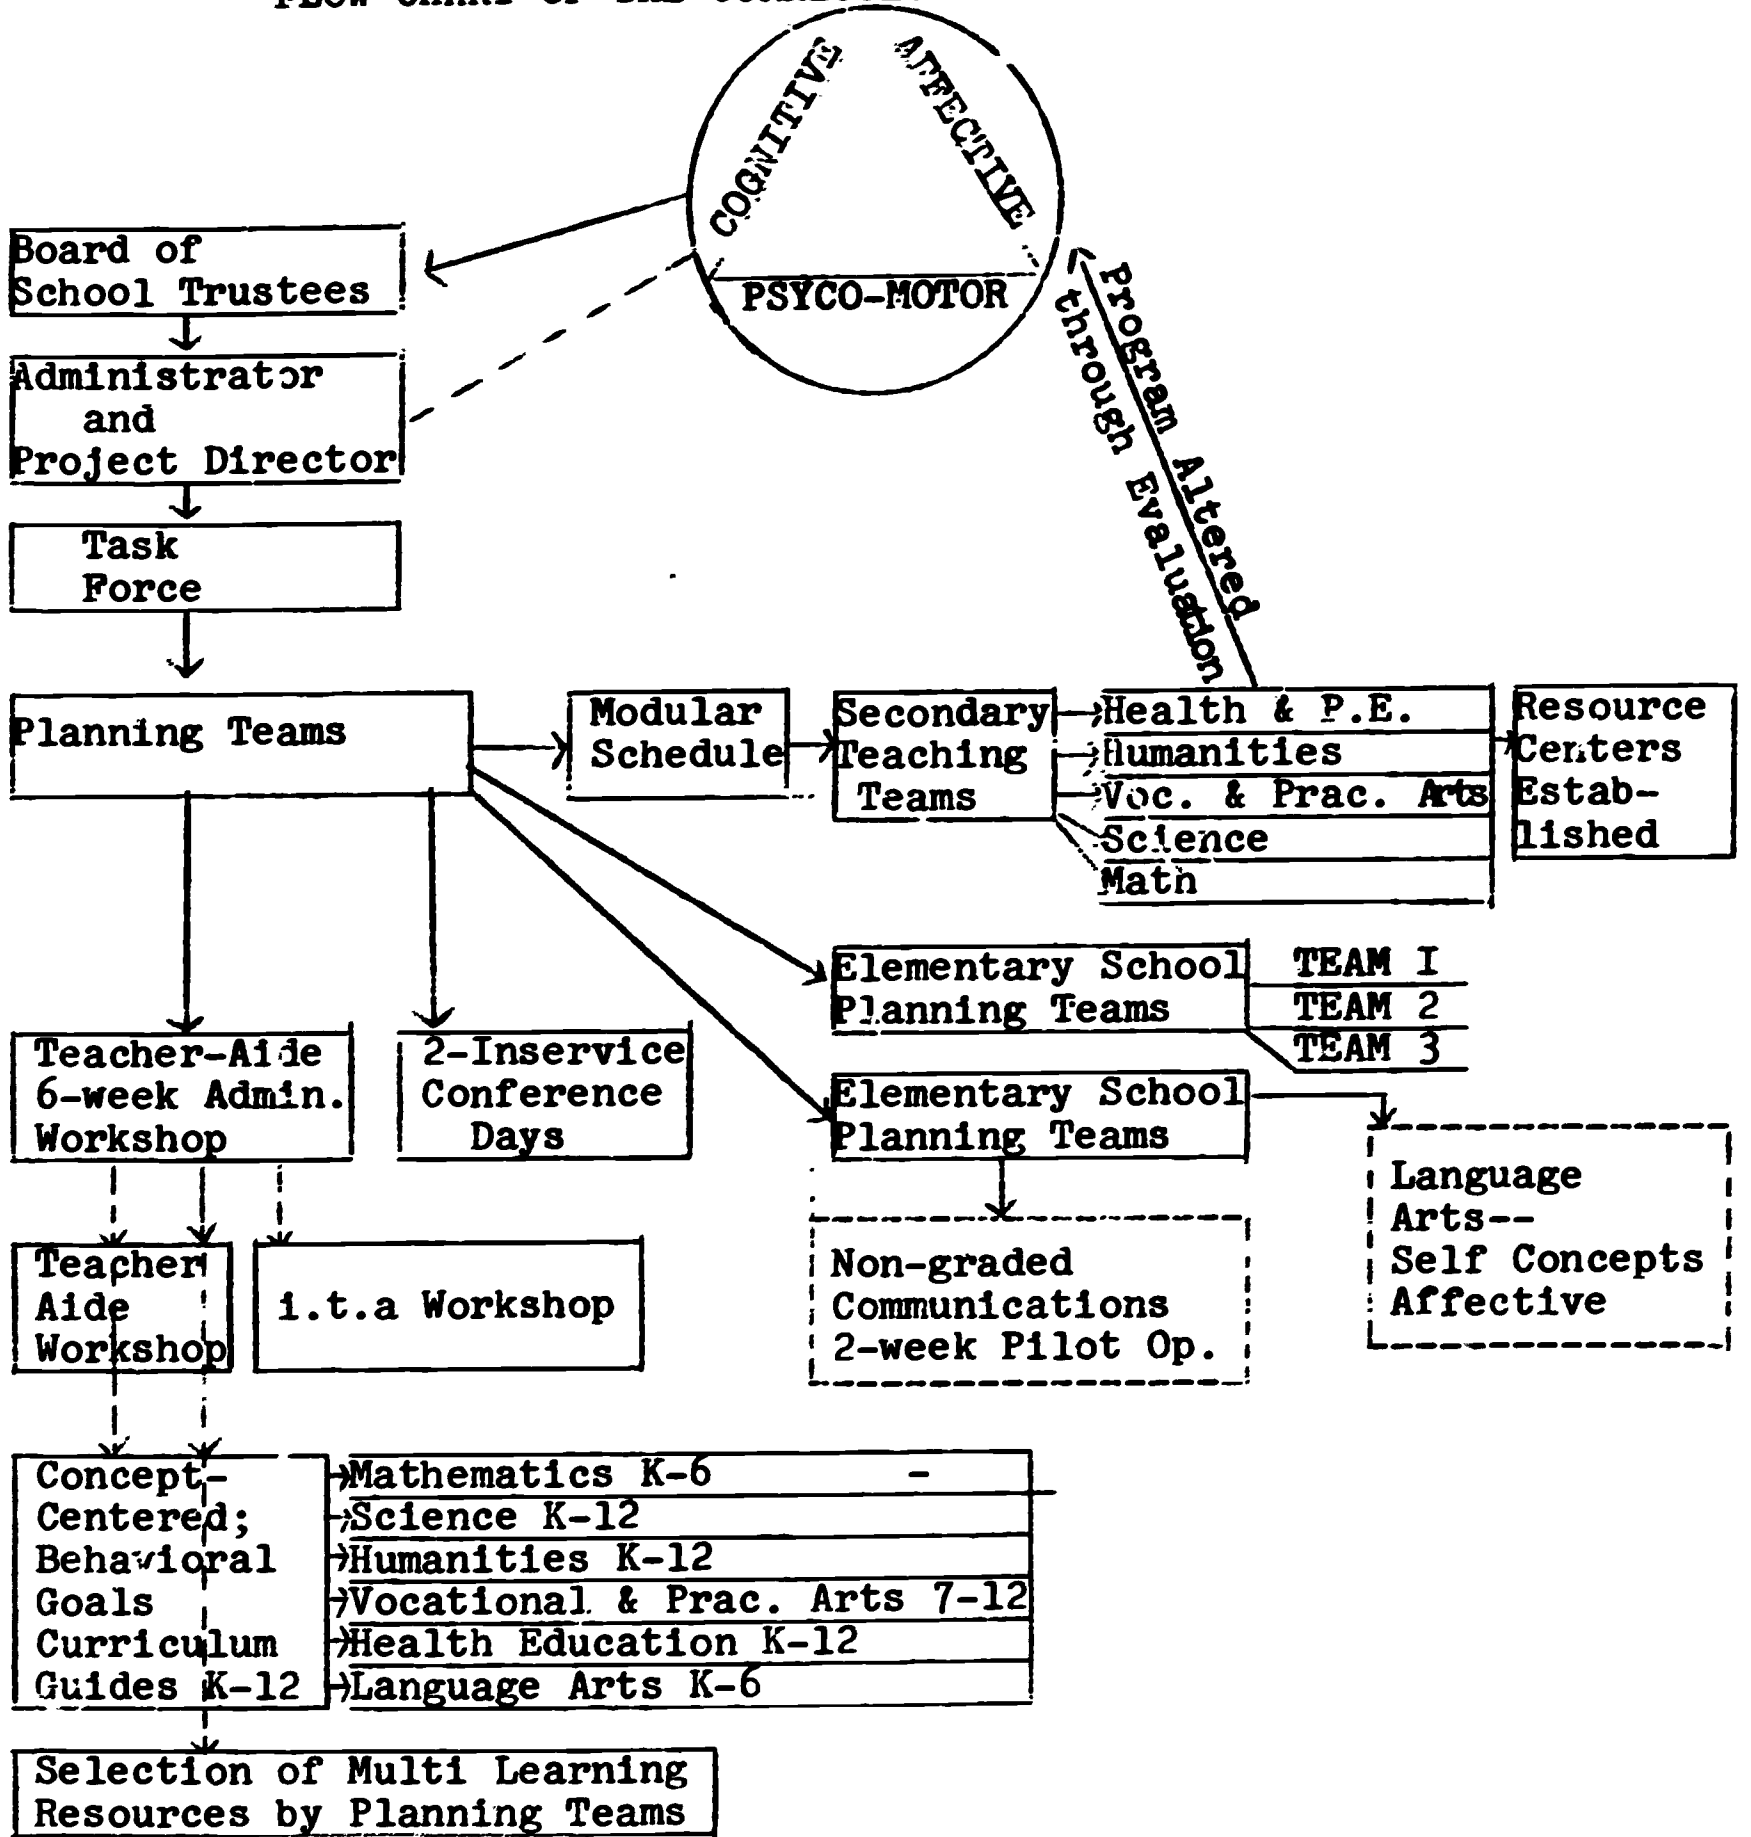 FLOW CHART OF
COGNITIVE
AFFECTIVE
PSYCO-MOTOR
Board of
School Trustees
Administrator
and
Project Director
Task
Force
Program Altered
through Evaluation
Planning Teams
Modular
Schedule
Secondary
Teaching
Teams
Health & P.E.
Humanities
Voc. & Prac. Arts
Science
Math
Resource
Centers
Estab-
lished
Elementary School
Planning Teams
TEAM I
TEAM 2
TEAM 3
Teacher-Aide
6-week Admin.
Workshop
2-Inservice
Conference
Days
Elementary School
Planning Teams
Language
Arts--
Self Concepts
Affective
Teacher
Aide
Workshop
i.t.a Workshop
Non-graded
Communications
2-week Pilot Op.
Concept-
Centered;
Behavioral
Goals
Curriculum
Guides K-12
Mathematics K-6 -
Science K-12
Humanities K-12
Vocational & Prac. Arts 7-12
Health Education K-12
Language Arts K-6
Selection of Multi Learning
Resources by Planning Teams